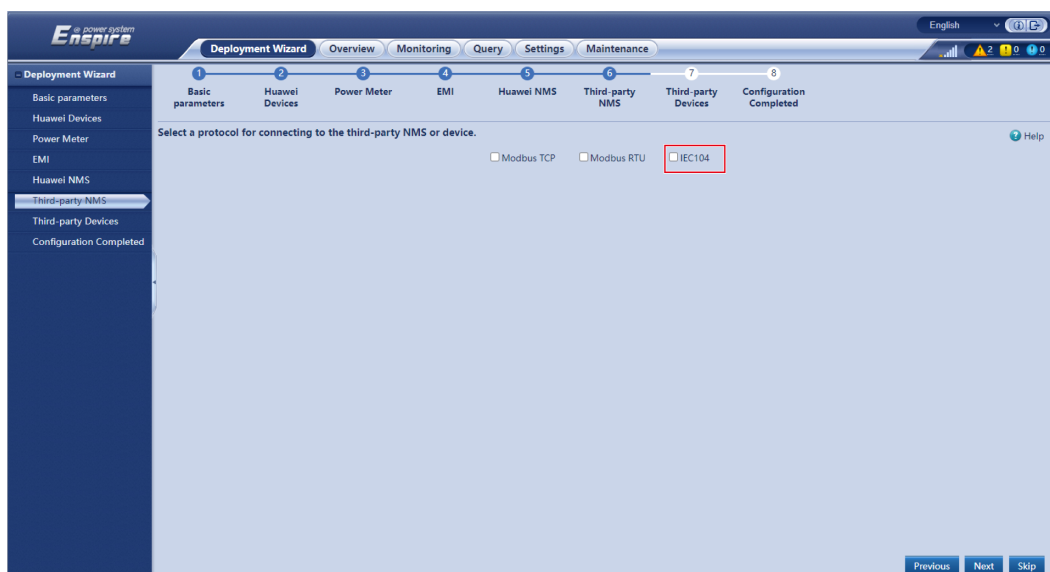 e power system
Enspire
English
Deployment Wizard Overview Monitoring Query Settings Maintenance
2 0 0
Deployment Wizard
Basic parameters
Huawei Devices
Power Meter
EMI
Huawei NMS
Third-party NMS
Third-party Devices
Configuration Completed
1 2 3 4 5 6 7 8
Basic parameters
Huawei Devices
Power Meter
EMI
Huawei NMS
Third-party NMS
Third-party Devices
Configuration Completed
Select a protocol for connecting to the third-party NMS or device.
Help
Modbus TCP Modbus RTU IEC104
Previous Next Skip